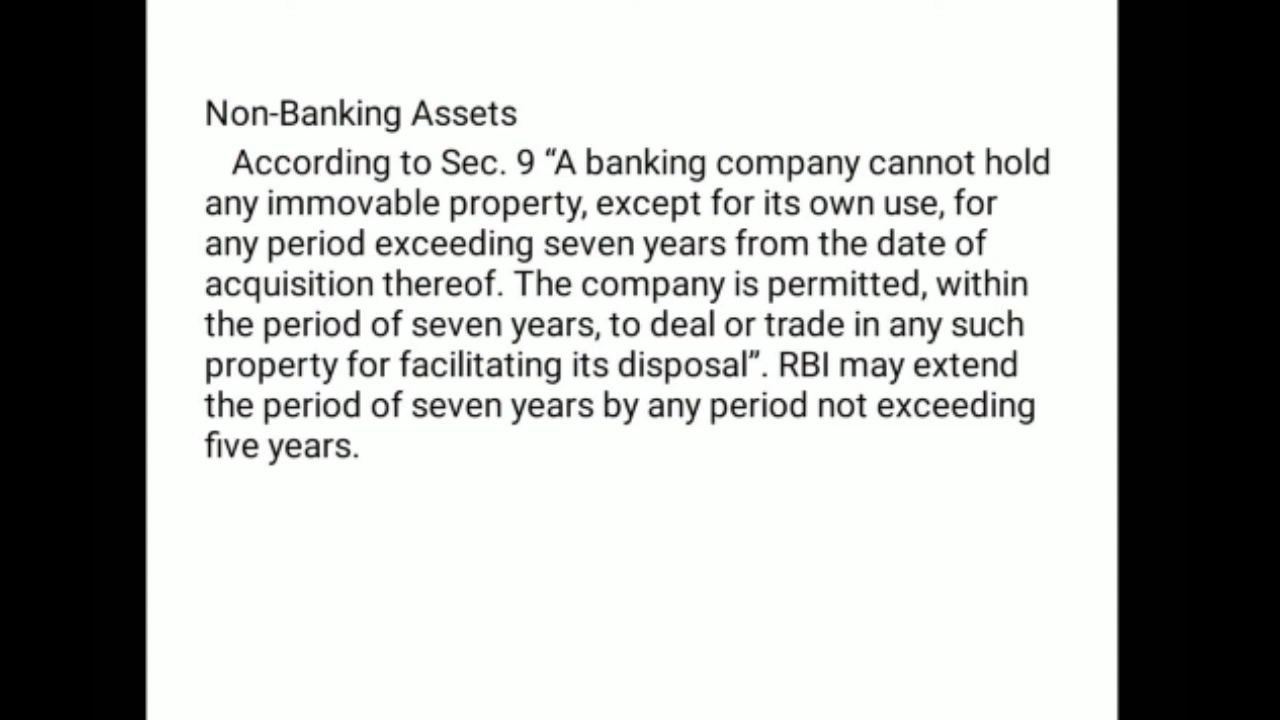 Non-Banking Assets
According to Sec. 9 “A banking company cannot hold
any immovable property, except for its own use, for
any period exceeding seven years from the date of
acquisition thereof. The company is permitted, within
the period of seven years, to deal or trade in any such
property for facilitating its disposal”. RBI may extend
the period of seven years by any period not exceeding
five years.